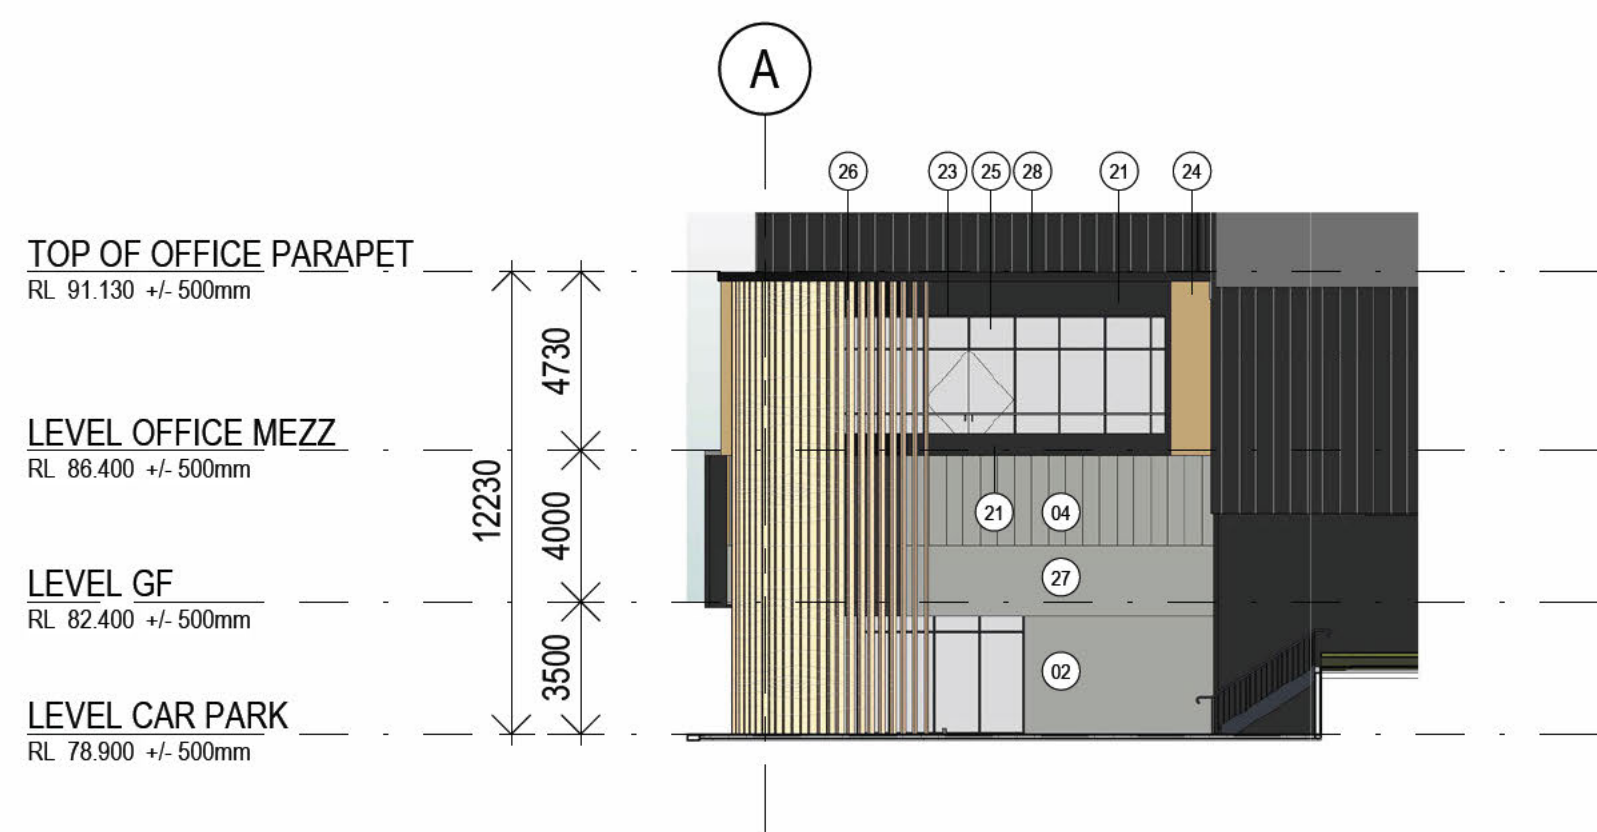 A
26 23 25 28 21 24
TOP OF OFFICE PARAPET
RL 91.130 +/- 500mm
4730
LEVEL OFFICE MEZZ
RL 86.400 +/- 500mm
12230
4000
21 04
27
LEVEL GF
RL 82.400 +/- 500mm
3500
02
LEVEL CAR PARK
RL 78.900 +/- 500mm